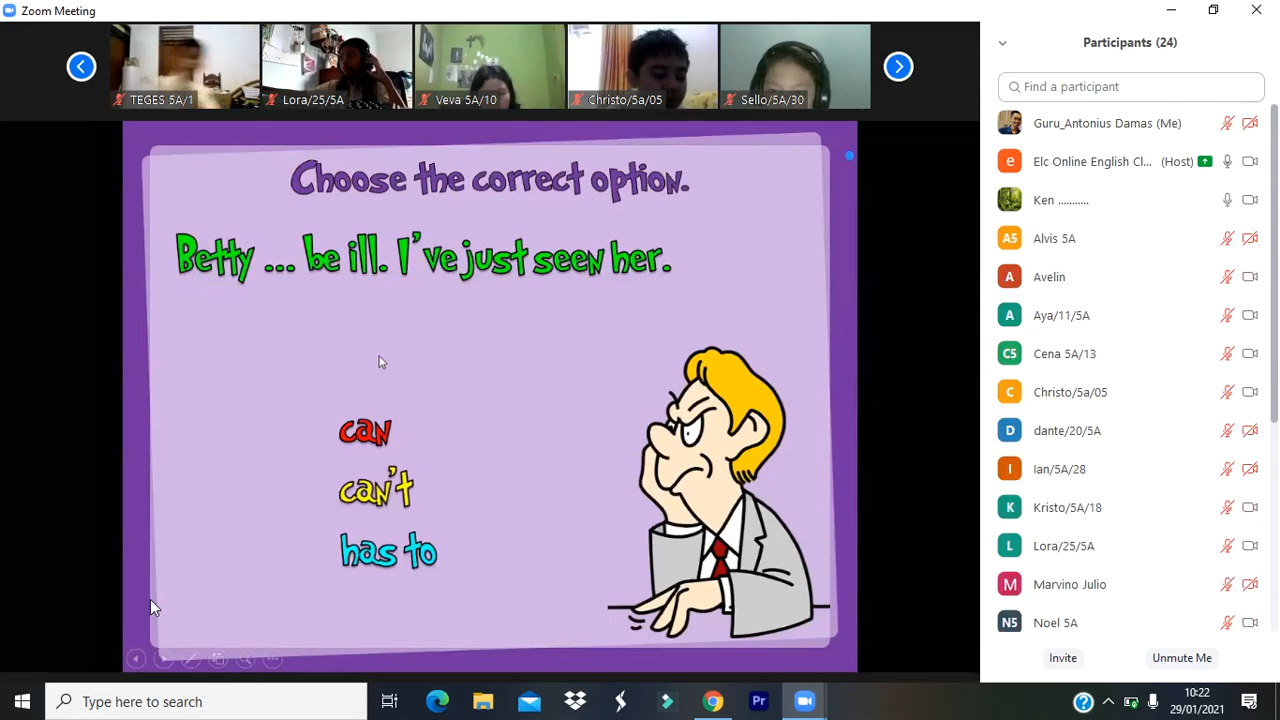 Zoom Meeting
TEGES 5A/1
Lora/25/5A
Veva 5A/10
Christo/5a/05
Sello/5A/30
Choose the correct option.
Betty ... be ill. I've just seen her.
can
can't
has to
Participants (24)
Find a participant
Guru_Antonius Damas (Me)
Elc Online English Cl... (Host)
Ken ...........
A5 Alvis 5A
A Avelin
A Aya/11/5A
C5 Cena 5A/13
C Christo/5a/05
D dante/20/5A
I Ian/5A/28
K Kristo/5A/18
L Lora/25/5A
M Marvino Julio
N5 Noel 5A
Invite
Unmute Me
Type here to search
Pr
10:22
29/01/2021